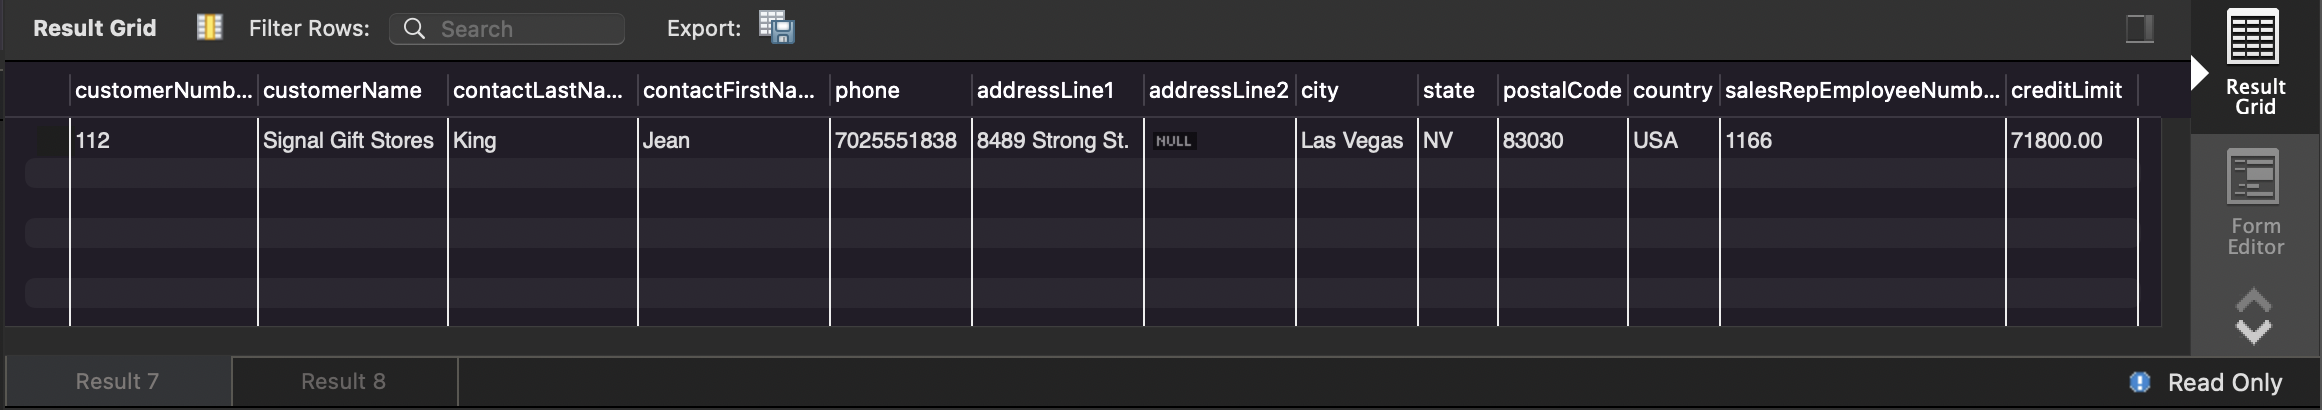 Result Grid Filter Rows: Search Export:
customerNumb... customerName contactLastNa... contactFirstNa... phone addressLine1 addressLine2 city state postalCode country salesRepEmployeeNumb... creditLimit
112 Signal Gift Stores King Jean 7025551838 8489 Strong St. NULL Las Vegas NV 83030 USA 1166 71800.00
Result
Grid
Form
Editor
Result 7 Result 8 Read Only